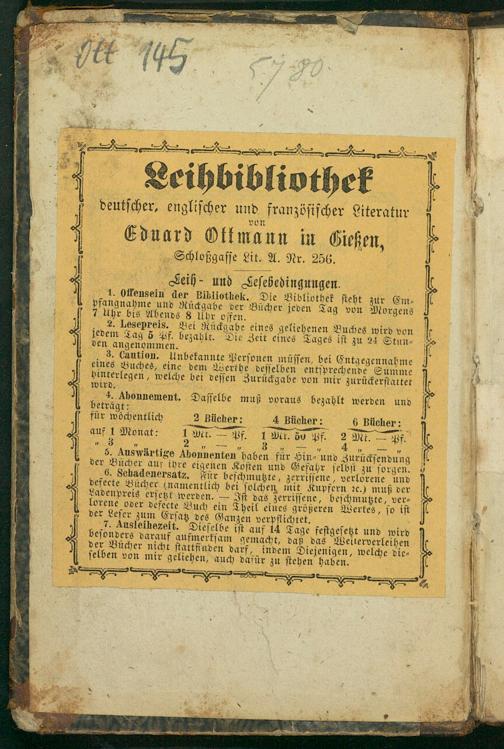 Ott 145
Leihbibliothek
deutscher, englischer und französischer Literatur
von
Eduard Ottmann in Gießen,
Schloßgasse Lit. A. Nr. 256.
Leih- und Lesebedingungen.
1. Offensein der Bibliothek. Die Bibliothek steht zur Em-
pfangnahme und Rückgabe der Bücher jeden Tag von Morgens
7 Uhr bis Abends 8 Uhr offen.
2. Lesepreis. Bei Rückgabe eines geliehenen Buches wird von
jedem Tag 5 Pf. bezahlt. Die Zeit eines Tages ist zu 24 Stun-
den angenommen.
3. Caution. Unbekannte Personen müssen, bei Entgegennahme
eines Buches, eine dem Werthe desselben entsprechende Summe
hinterlegen, welche bei dessen Zurückgabe von mir zurückerstattet
wird.
4. Abonnement. Dasselbe muß voraus bezahlt werden und
beträgt:
für wöchentlich 2 Bücher: 4 Bücher: 6 Bücher:
auf 1 Monat: 1 Mk. — Pf. 1 Mk. 50 Pf. 2 Mk. — Pf.
„ 3 „ 2 „ — „ 3 „ — „ 4 „ — „
5. Auswärtige Abonnenten haben für Hin- und Zurücksendung
der Bücher auf ihre eigenen Kosten und Gefahr selbst zu sorgen.
6. Schadenersatz. Für beschmutzte, zerrissene, verlorene und
defecte Bücher (namentlich bei solchen mit Kupfern ꝛc.) muß der
Ladenpreis ersetzt werden. — Ist das zerrissene, beschmutzte, ver-
lorene oder defecte Buch ein Theil eines größeren Werkes, so ist
der Leser zum Ersatz des Ganzen verpflichtet.
7. Ausleihezeit. Dieselbe ist auf 14 Tage festgesetzt und wird
besonders darauf aufmerksam gemacht, daß das Weiterverleihen
der Bücher nicht stattfinden darf, indem Diejenigen, welche die-
selben von mir geliehen, auch dafür zu stehen haben.